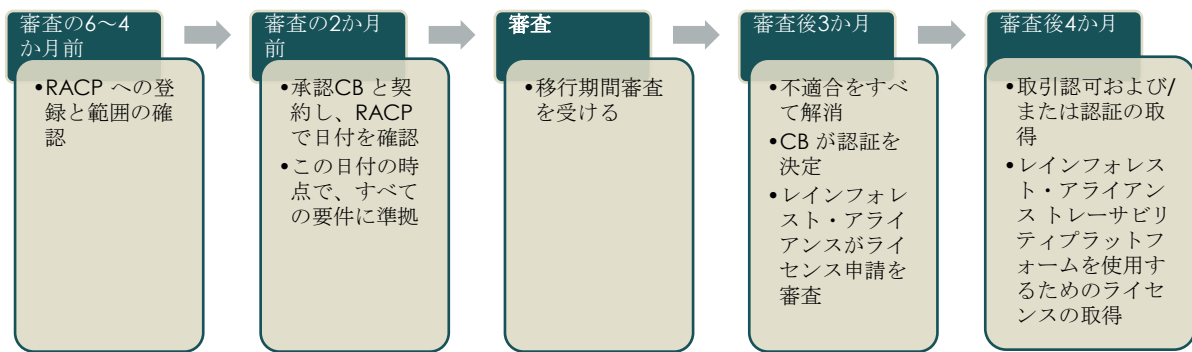 審査の6～4
か月前
•RACP への登
録と範囲の確
認
審査の2か月
前
•承認CB と契
約し、RACP
で日付を確認
•この日付の時
点で、すべて
の要件に準拠
審査
•移行期間審査
を受ける
審査後3か月
•不適合をすべ
て解消
•CB が認証を
決定
•レインフォレ
スト・アライ
アンスがライ
センス申請を
審査
審査後4か月
•取引認可および/
または認証の取
得
•レインフォレス
ト・アライアン
ス トレーサビリ
ティプラットフ
ォームを使用す
るためのライセ
ンスの取得